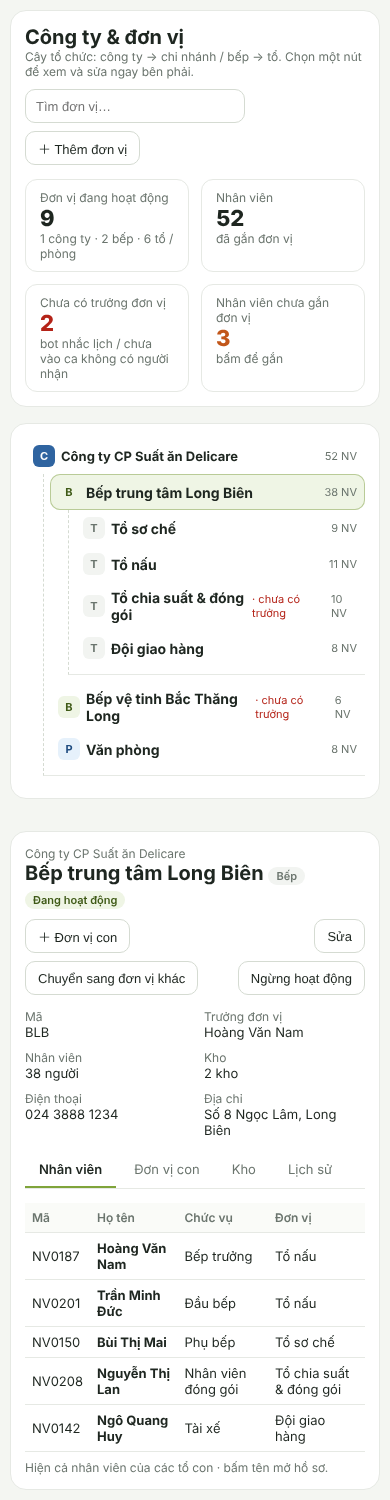 Công ty & đơn vị
Cây tổ chức: công ty → chi nhánh / bếp → tổ. Chọn một nút
để xem và sửa ngay bên phải.
Tìm đơn vị...
+ Thêm đơn vị
Đơn vị đang hoạt động
9
1 công ty · 2 bếp · 6 tổ /
phòng
Nhân viên
52
đã gắn đơn vị
Chưa có trưởng đơn vị
2
bot nhắc lịch / chưa
vào ca không có người
nhận
Nhân viên chưa gắn
đơn vị
3
bấm để gắn
C Công ty CP Suất ăn Delicare 52 NV
B Bếp trung tâm Long Biên 38 NV
T Tổ sơ chế 9 NV
T Tổ nấu 11 NV
T Tổ chia suất & đóng gói · chưa có trưởng 10 NV
T Đội giao hàng 8 NV
B Bếp vệ tinh Bắc Thăng Long · chưa có trưởng 6 NV
P Văn phòng 8 NV
Công ty CP Suất ăn Delicare
Bếp trung tâm Long Biên Bếp
Đang hoạt động
+ Đơn vị con Sửa
Chuyển sang đơn vị khác Ngừng hoạt động
Mã
BLB
Trưởng đơn vị
Hoàng Văn Nam
Nhân viên
38 người
Kho
2 kho
Điện thoại
024 3888 1234
Địa chỉ
Số 8 Ngọc Lâm, Long
Biên
Nhân viên Đơn vị con Kho Lịch sử
Mã Họ tên Chức vụ Đơn vị
NV0187 Hoàng Văn Nam Bếp trưởng Tổ nấu
NV0201 Trần Minh Đức Đầu bếp Tổ nấu
NV0150 Bùi Thị Mai Phụ bếp Tổ sơ chế
NV0208 Nguyễn Thị Lan Nhân viên đóng gói Tổ chia suất & đóng gói
NV0142 Ngô Quang Huy Tài xế Đội giao hàng
Hiện cả nhân viên của các tổ con · bấm tên mở hồ sơ.